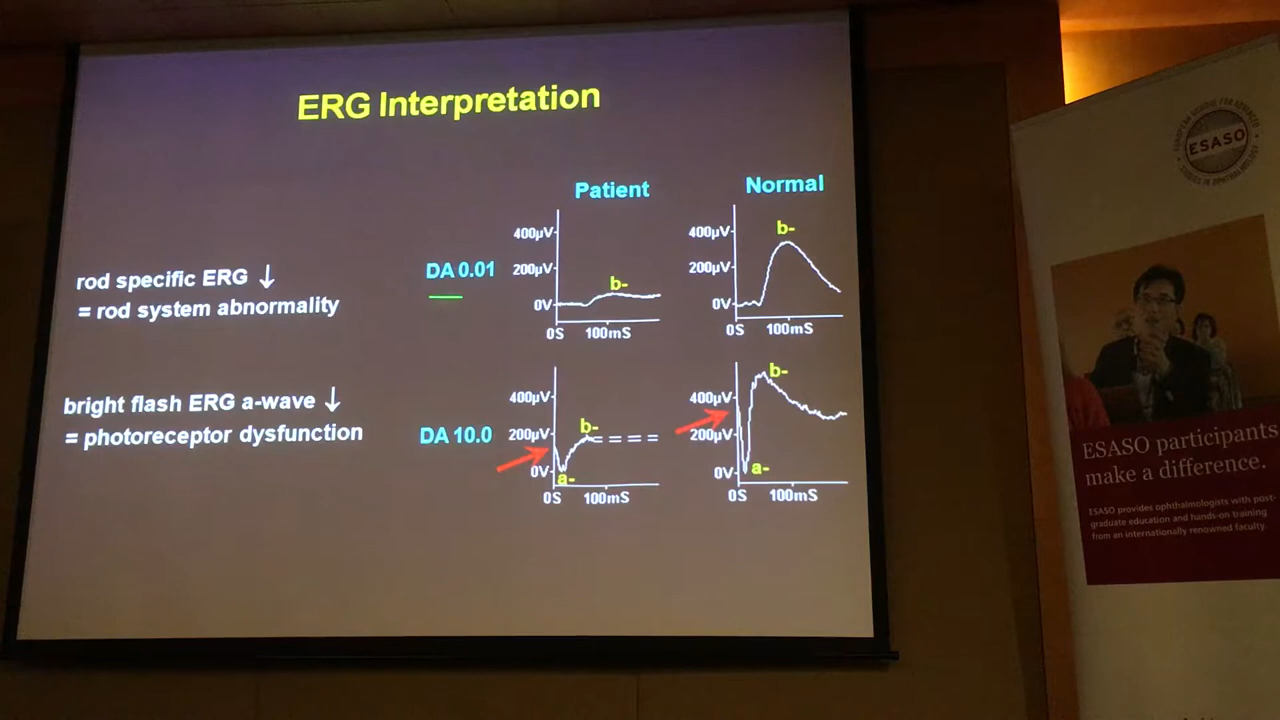 ERG Interpretation
Patient
Normal
rod specific ERG ↓
= rod system abnormality
DA 0.01
400µV
200µV
0V
b-
0S 100mS
400µV
200µV
0V
b-
0S 100mS
bright flash ERG a-wave ↓
= photoreceptor dysfunction
DA 10.0
400µV
200µV
0V
b-
a-
0S 100mS
400µV
200µV
0V
b-
a-
0S 100mS
ESASO
ESASO participants
make a difference.
ESASO provides ophthalmologists with post-
graduate education and hands-on training
from an internationally renowned faculty.